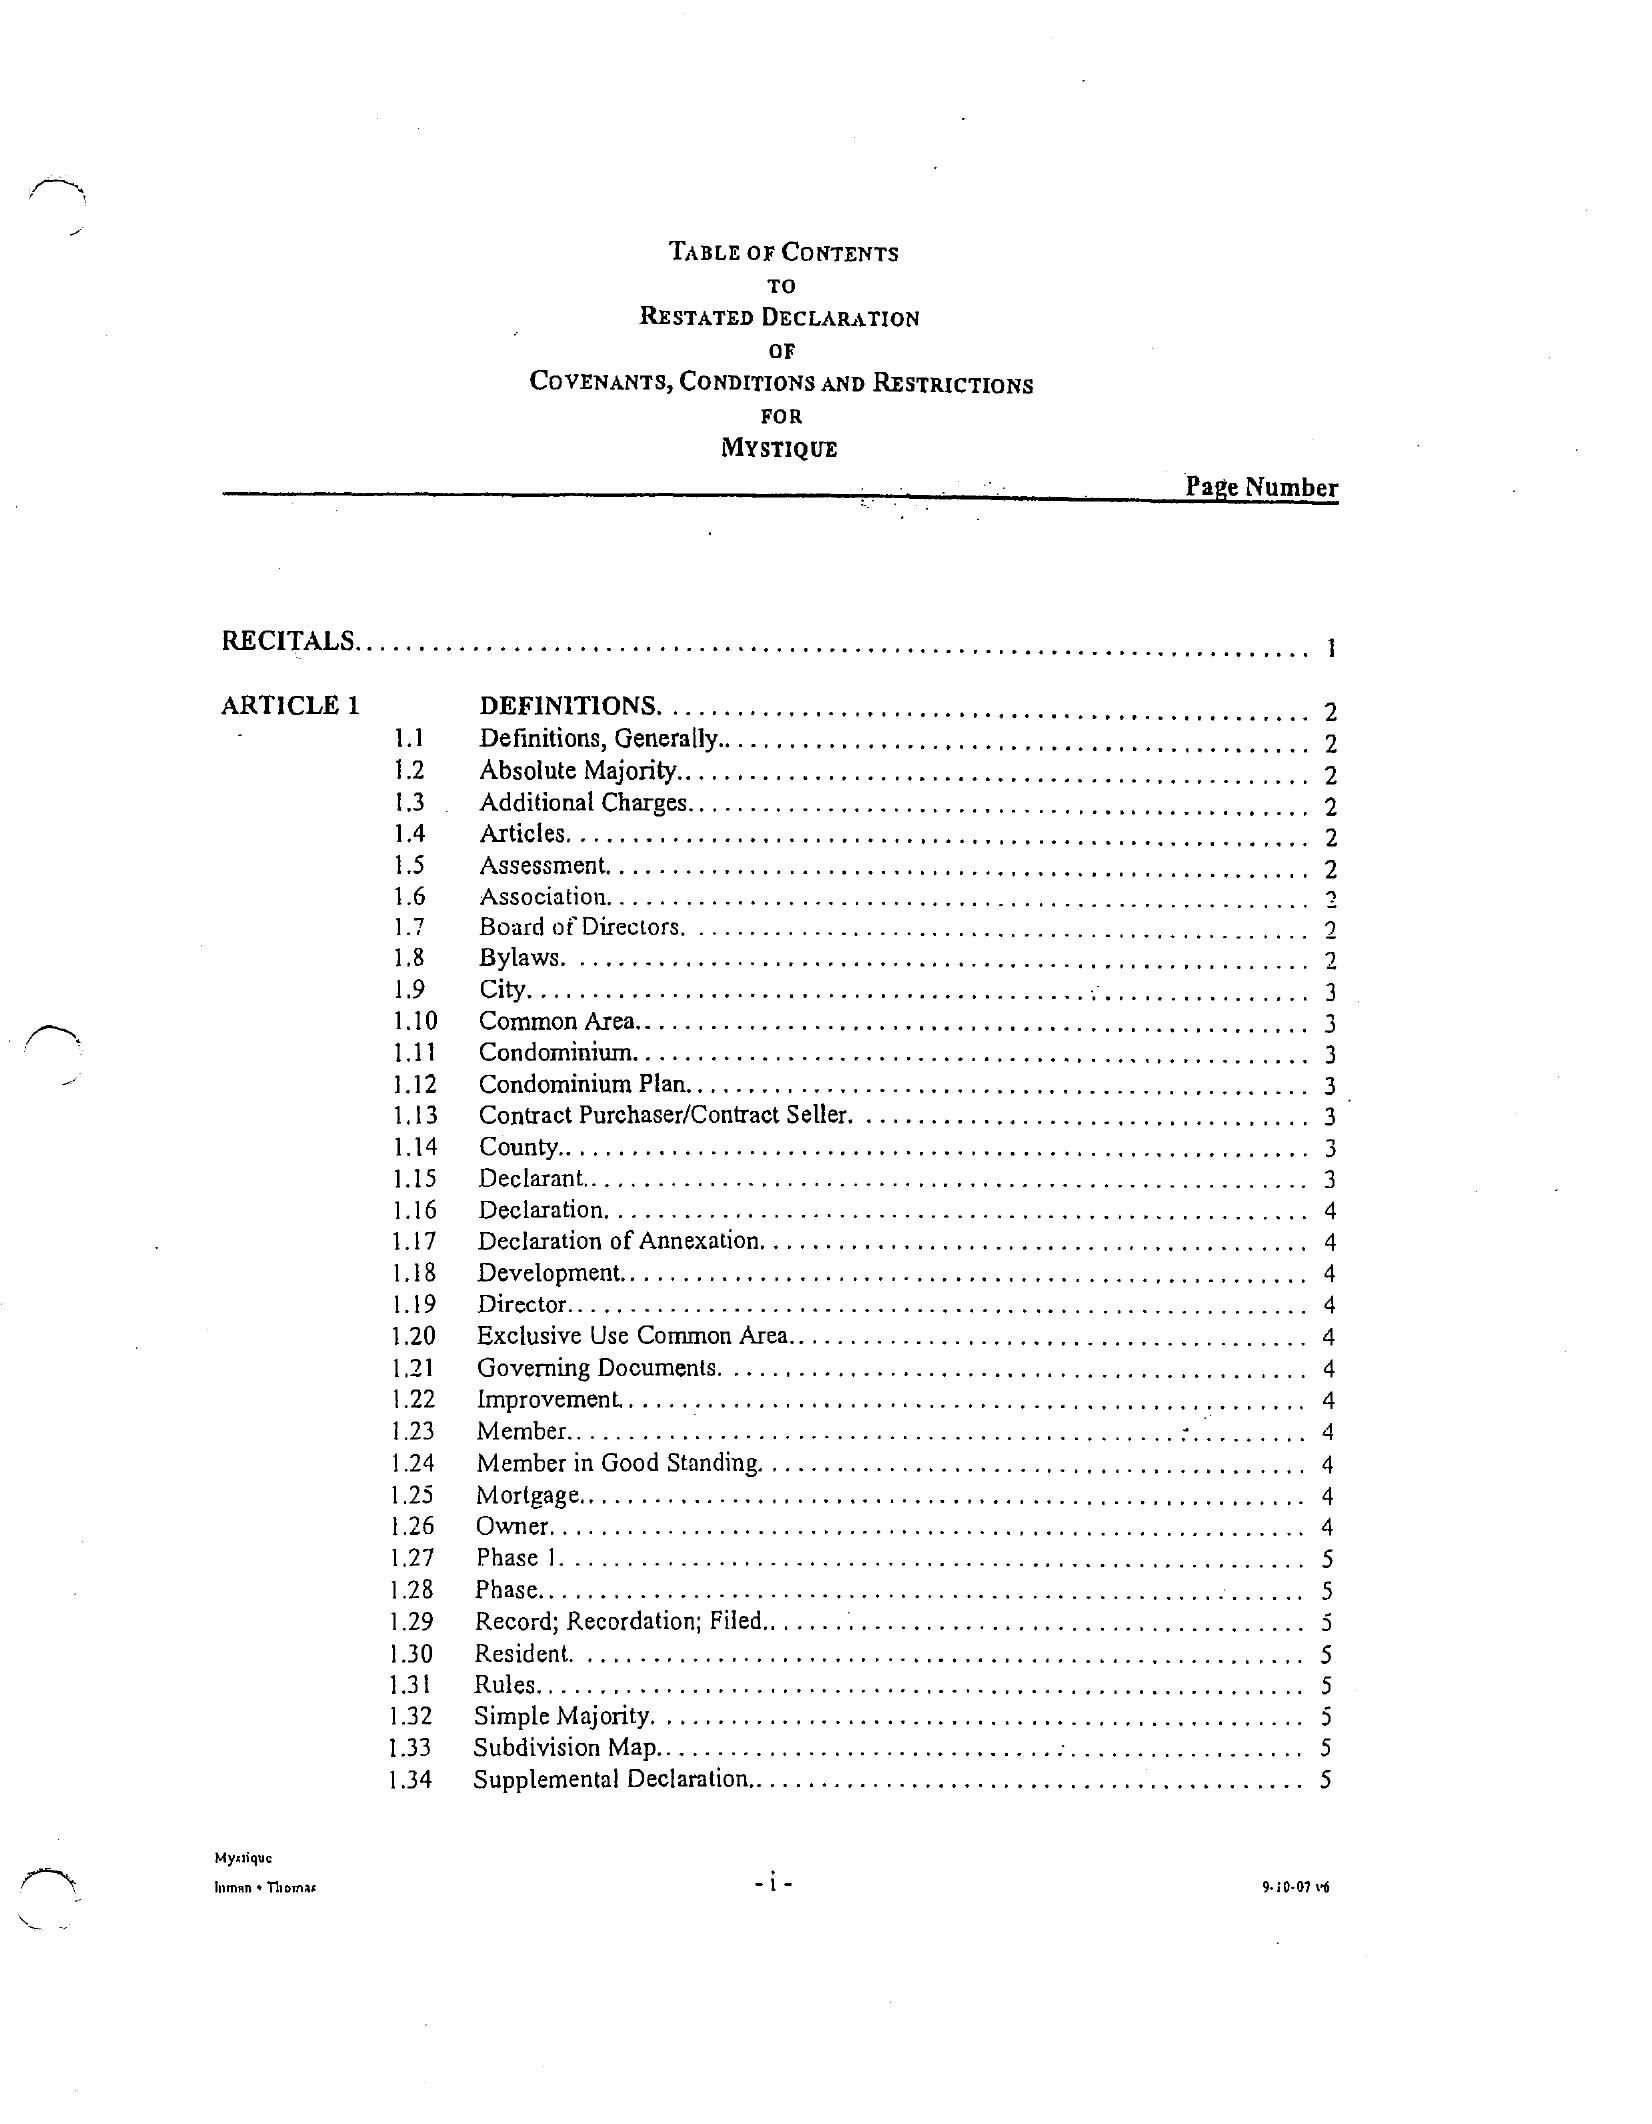 TABLE OF CONTENTS
TO
RESTATED DECLARATION
OF
COVENANTS, CONDITIONS AND RESTRICTIONS
FOR
MYSTIQUE
Page Number
RECITALS. . . . . . . . . . 1
ARTICLE 1 DEFINITIONS. . . . . . . . . . 2
1.1 Definitions, Generally. . . . . . . . . . 2
1.2 Absolute Majority. . . . . . . . . . 2
1.3 Additional Charges. . . . . . . . . . 2
1.4 Articles. . . . . . . . . . 2
1.5 Assessment. . . . . . . . . . 2
1.6 Association. . . . . . . . . . 2
1.7 Board of Directors. . . . . . . . . . 2
1.8 Bylaws. . . . . . . . . . 2
1.9 City. . . . . . . . . . 3
1.10 Common Area. . . . . . . . . . 3
1.11 Condominium. . . . . . . . . . 3
1.12 Condominium Plan. . . . . . . . . . 3
1.13 Contract Purchaser/Contract Seller. . . . . . . . . . 3
1.14 County. . . . . . . . . . 3
1.15 Declarant. . . . . . . . . . 3
1.16 Declaration. . . . . . . . . . 4
1.17 Declaration of Annexation. . . . . . . . . . 4
1.18 Development. . . . . . . . . . 4
1.19 Director. . . . . . . . . . 4
1.20 Exclusive Use Common Area. . . . . . . . . . 4
1.21 Governing Documents. . . . . . . . . . 4
1.22 Improvement. . . . . . . . . . 4
1.23 Member. . . . . . . . . . 4
1.24 Member in Good Standing. . . . . . . . . . 4
1.25 Mortgage. . . . . . . . . . 4
1.26 Owner. . . . . . . . . . 4
1.27 Phase 1. . . . . . . . . . 5
1.28 Phase. . . . . . . . . . 5
1.29 Record; Recordation; Filed. . . . . . . . . . 5
1.30 Resident. . . . . . . . . . 5
1.31 Rules. . . . . . . . . . 5
1.32 Simple Majority. . . . . . . . . . 5
1.33 Subdivision Map. . . . . . . . . . 5
1.34 Supplemental Declaration. . . . . . . . . . 5
Mystique
Inman • Thomas - i - 9-10-07 v6